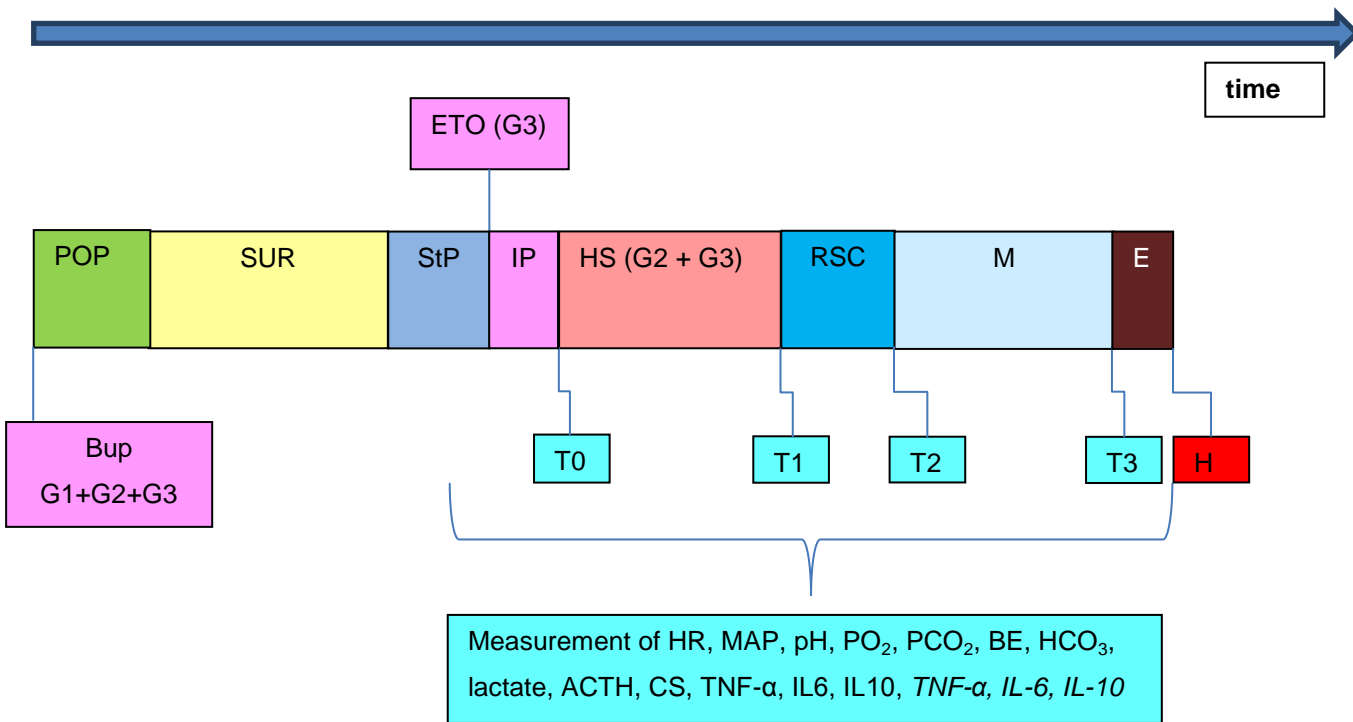 time
ETO (G3)
POP
SUR
StP
IP
HS (G2 + G3)
RSC
M
E
Bup
G1+G2+G3
T0
T1
T2
T3
H
Measurement of HR, MAP, pH, PO₂, PCO₂, BE, HCO₃,
lactate, ACTH, CS, TNF-α, IL6, IL10, TNF-α, IL-6, IL-10